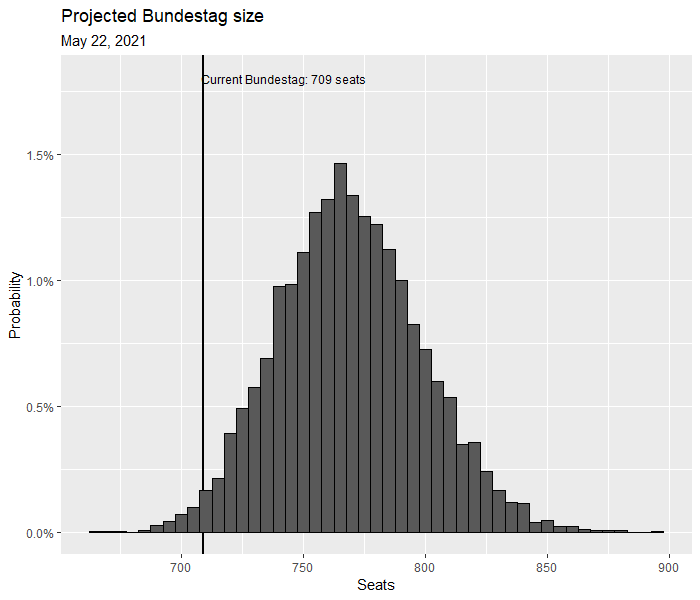 Projected Bundestag size
May 22, 2021
Current Bundestag: 709 seats
1.5%
1.0%
0.5%
0.0%
Probability
700 750 800 850 900
Seats